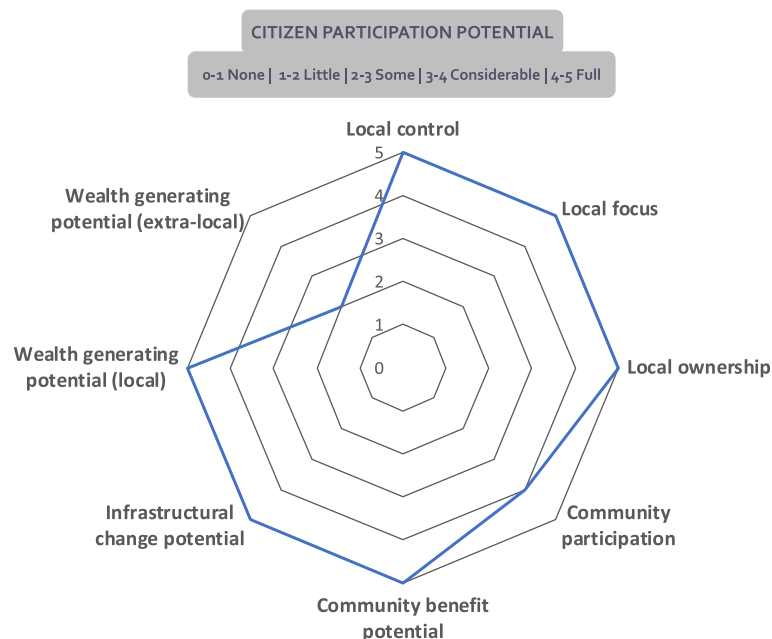 CITIZEN PARTICIPATION POTENTIAL
0-1 None | 1-2 Little | 2-3 Some | 3-4 Considerable | 4-5 Full
Local control
5
4
3
2
1
0
Local focus
Local ownership
Community
participation
Community benefit
potential
Infrastructural
change potential
Wealth generating
potential (local)
Wealth generating
potential (extra-local)